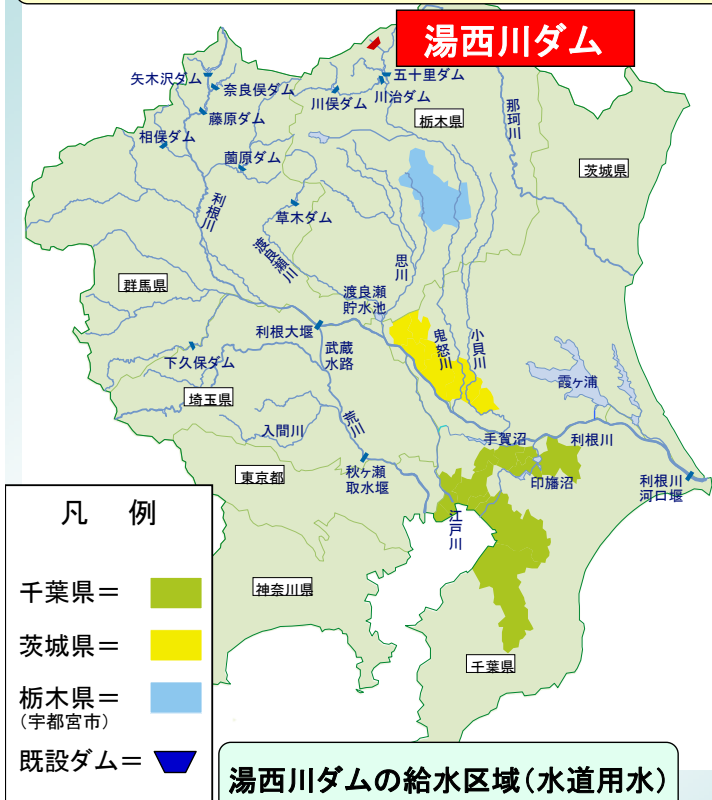 湯西川ダム
矢木沢ダム
奈良俣ダム
藤原ダム
相俣ダム
薗原ダム
川俣ダム
五十里ダム
川治ダム
栃木県
那珂川
茨城県
利根川
草木ダム
渡良瀬川
思川
群馬県
渡良瀬
貯水池
利根大堰
武蔵
水路
鬼怒川
小貝川
下久保ダム
埼玉県
荒川
入間川
霞ヶ浦
手賀沼
利根川
東京都
秋ヶ瀬
取水堰
印旛沼
利根川
河口堰
江戸川
神奈川県
千葉県
凡 例
千葉県＝
茨城県＝
栃木県＝
(宇都宮市)
既設ダム＝
湯西川ダムの給水区域(水道用水)